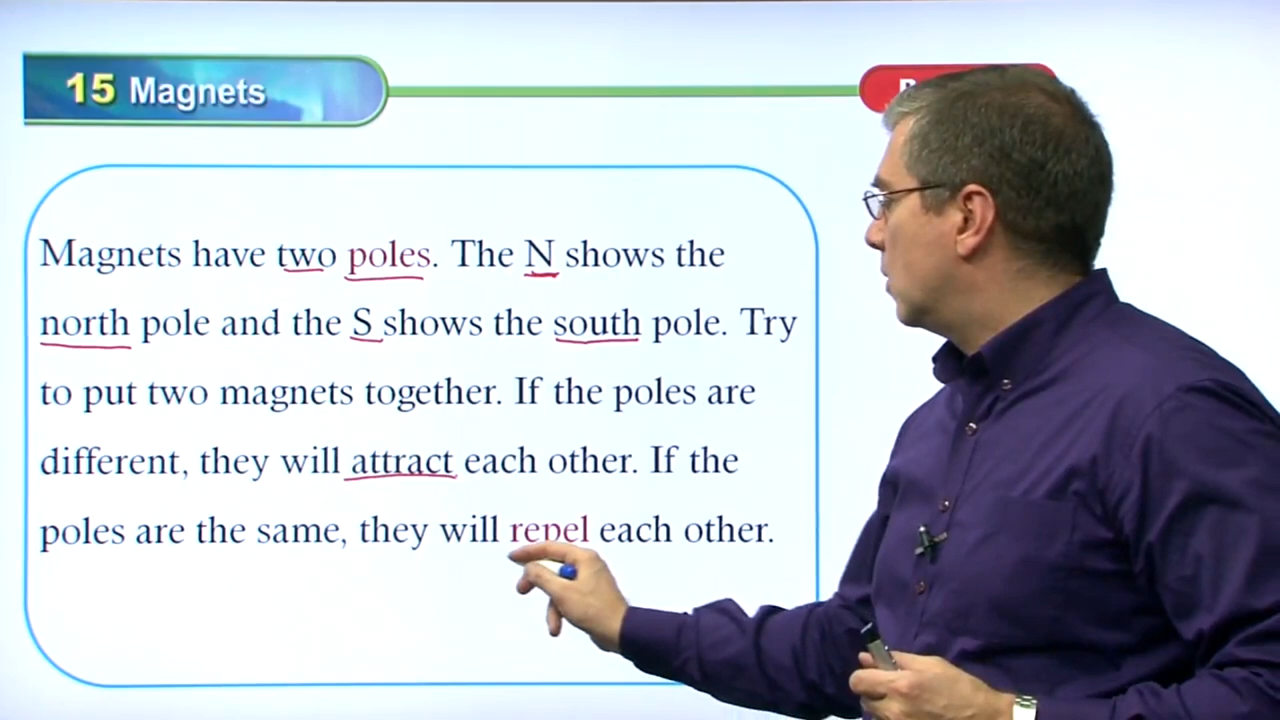 15 Magnets
Magnets have two poles. The N shows the
north pole and the S shows the south pole. Try
to put two magnets together. If the poles are
different, they will attract each other. If the
poles are the same, they will repel each other.